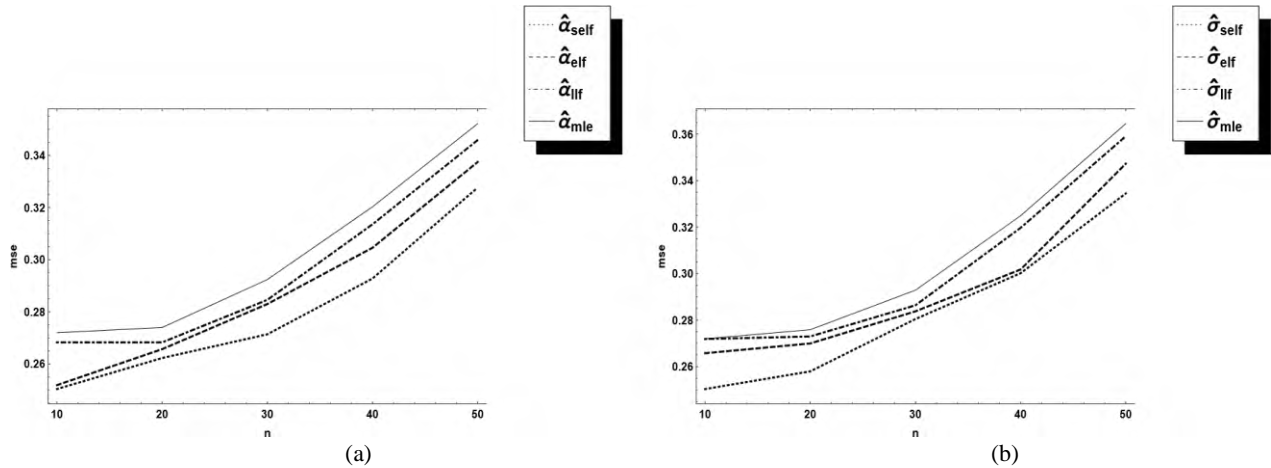 α̂self
α̂elf
α̂llf
α̂mle
mse
0.34
0.32
0.30
0.28
0.26
10 20 30 40 50
n
(a)
σ̂self
σ̂elf
σ̂llf
σ̂mle
mse
0.36
0.34
0.32
0.30
0.28
0.26
10 20 30 40 50
n
(b)